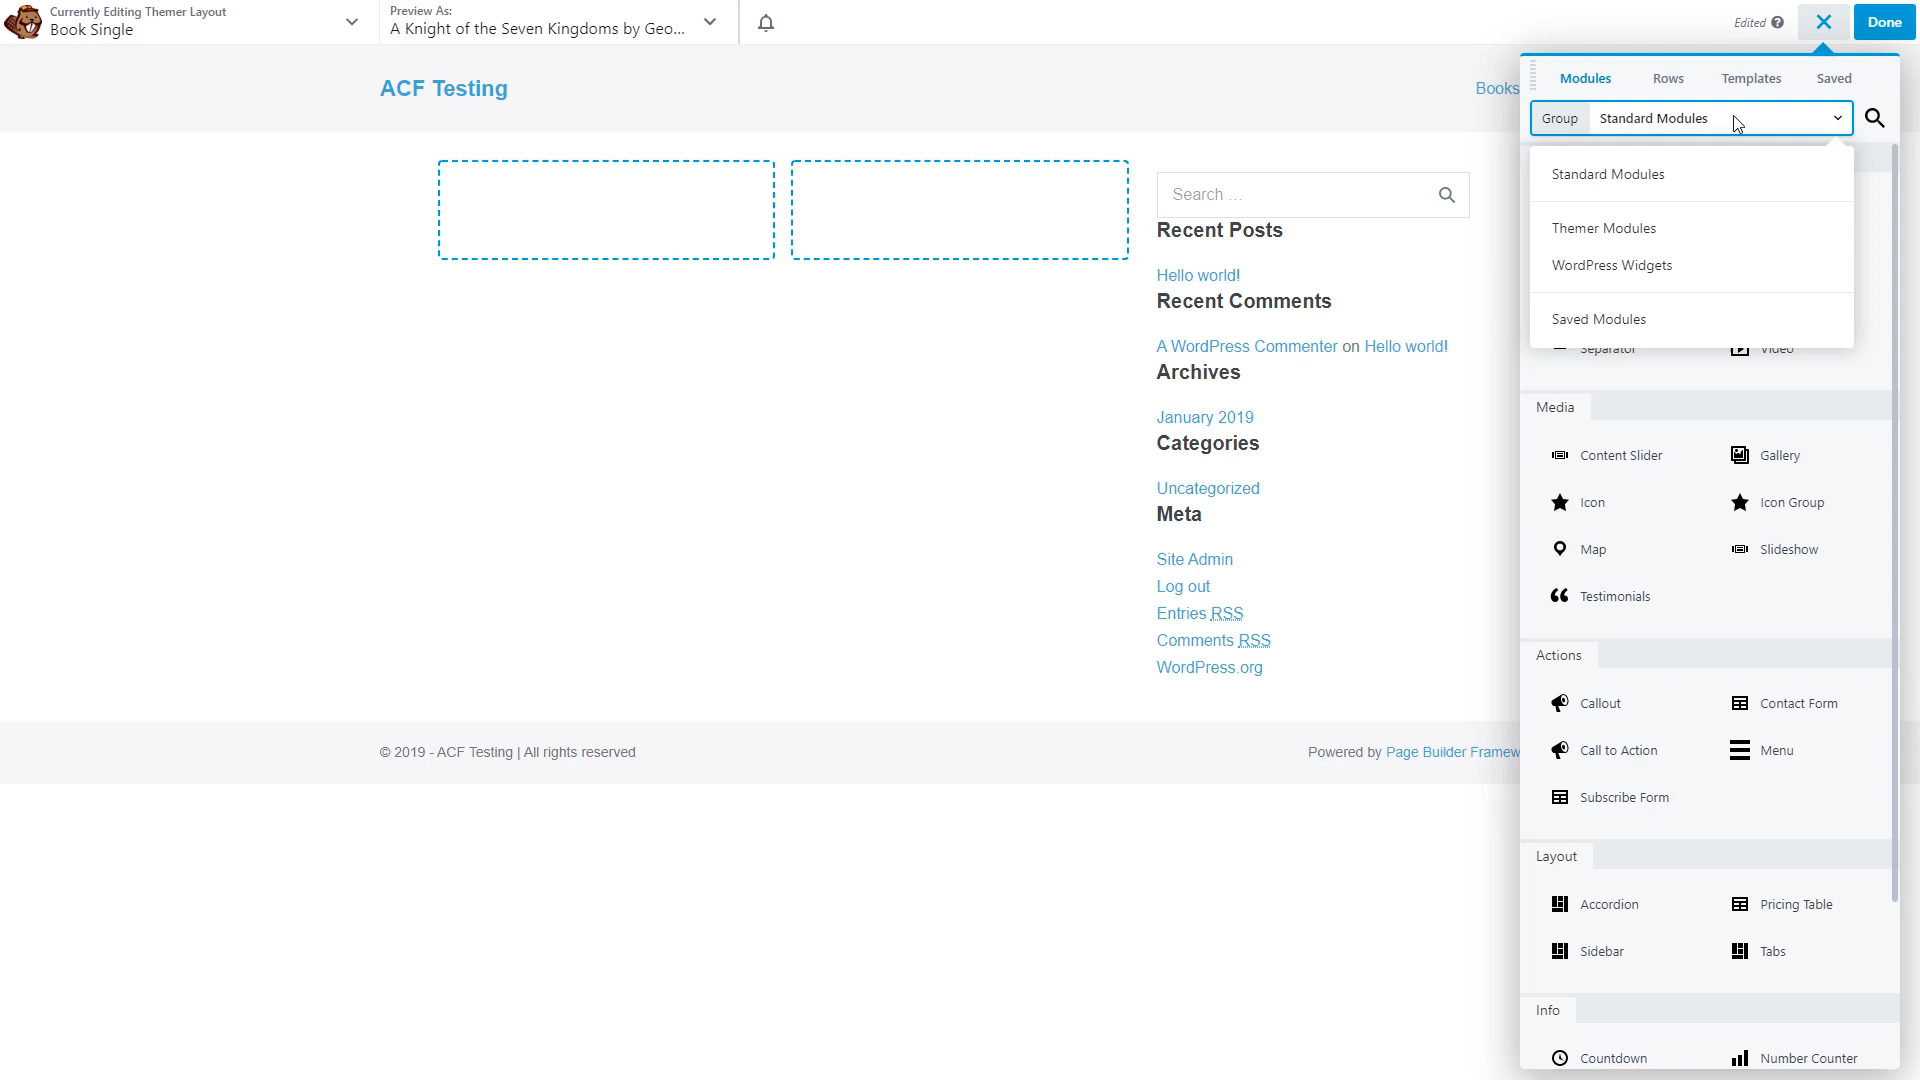 Currently Editing Themer Layout
Book Single
Preview As:
A Knight of the Seven Kingdoms by Geo...
Edited
Done
ACF Testing
Books
Modules
Rows
Templates
Saved
Group
Standard Modules
Standard Modules
Themer Modules
WordPress Widgets
Saved Modules
Separator
Video
Search ...
Recent Posts
Hello world!
Recent Comments
A WordPress Commenter on Hello world!
Archives
January 2019
Categories
Uncategorized
Meta
Site Admin
Log out
Entries RSS
Comments RSS
WordPress.org
© 2019 - ACF Testing | All rights reserved
Powered by Page Builder Framew
Media
Content Slider
Gallery
Icon
Icon Group
Map
Slideshow
Testimonials
Actions
Callout
Contact Form
Call to Action
Menu
Subscribe Form
Layout
Accordion
Pricing Table
Sidebar
Tabs
Info
Countdown
Number Counter